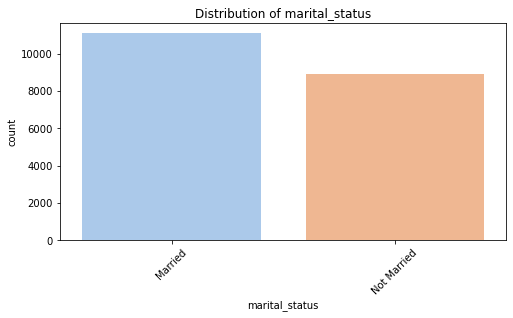 Distribution of marital_status
10000
8000
6000
4000
2000
0
count
Married
Not Married
marital_status